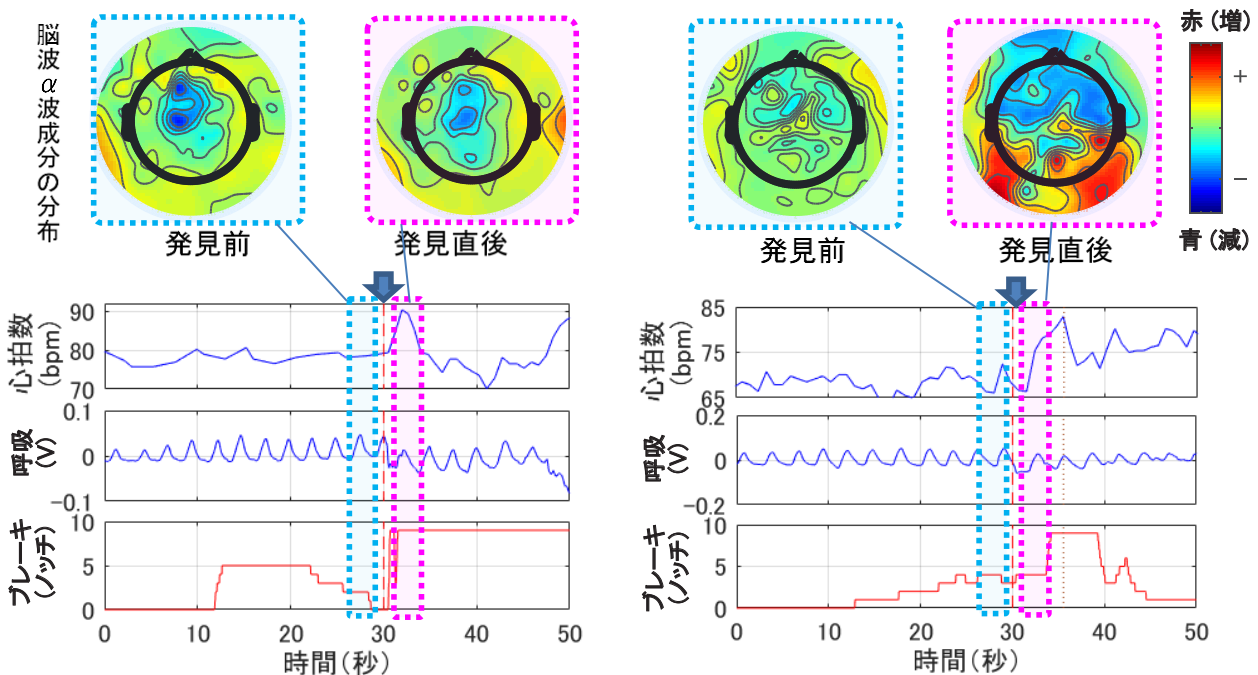 脳波α波成分の分布
発見前
発見直後
発見前
発見直後
赤（増）
+
−
青（減）
心拍数
(bpm)
90
80
70
呼吸
(V)
0.1
0
-0.1
ブレーキ
(ノッチ)
10
5
0
0 10 20 30 40 50
時間(秒)
心拍数
(bpm)
85
75
65
呼吸
(V)
0.2
0
-0.2
ブレーキ
(ノッチ)
10
5
0
0 10 20 30 40 50
時間(秒)